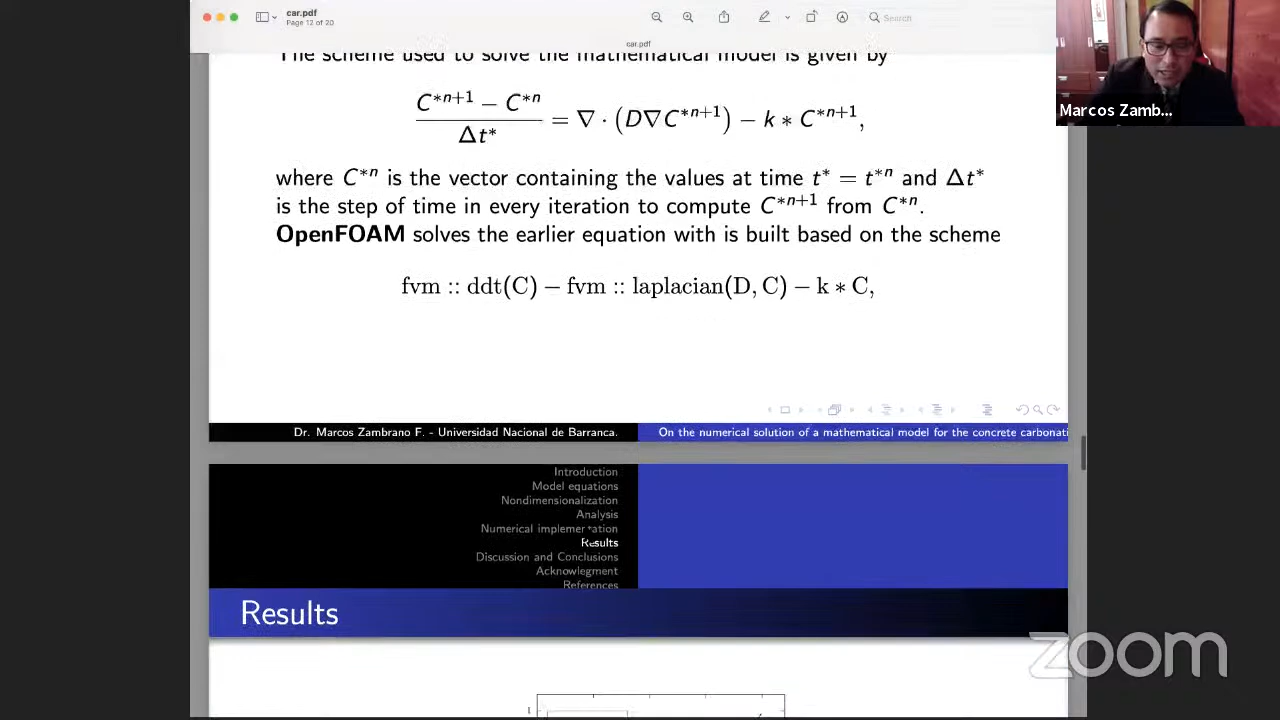 car.pdf
Page 12 of 20
Search
car.pdf
The scheme used to solve the mathematical model is given by
C*n+1 − C*n / Δt* = ∇ · (D∇C*n+1) − k ∗ C*n+1,
where C*n is the vector containing the values at time t* = t*n and Δt*
is the step of time in every iteration to compute C*n+1 from C*n.
OpenFOAM solves the earlier equation with is built based on the scheme
fvm :: ddt(C) − fvm :: laplacian(D, C) − k ∗ C,
Dr. Marcos Zambrano F. - Universidad Nacional de Barranca.
On the numerical solution of a mathematical model for the concrete carbonati
Introduction
Model equations
Nondimensionalization
Analysis
Numerical implementation
Results
Discussion and Conclusions
Acknowlegment
References
Results
1
Marcos Zamb...
zoom